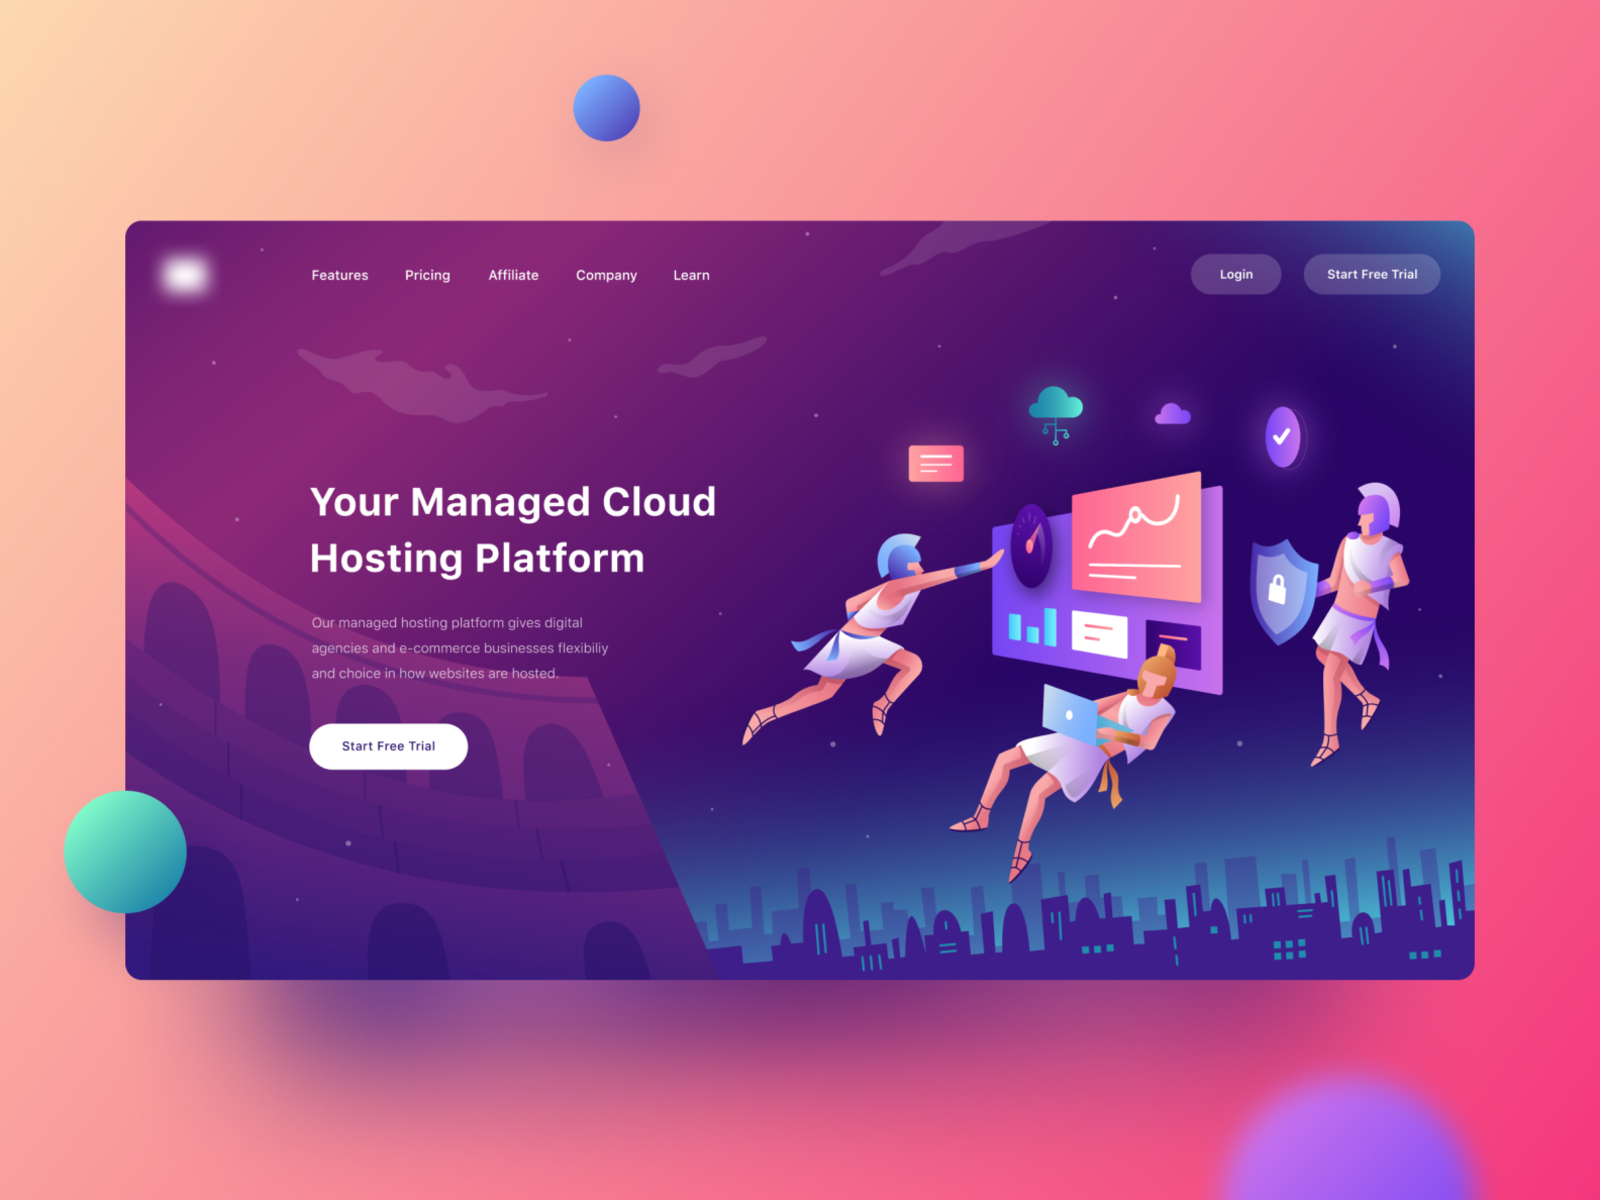 Features Pricing Affiliate Company Learn Login Start Free Trial
Your Managed Cloud
Hosting Platform
Our managed hosting platform gives digital
agencies and e-commerce businesses flexibiliy
and choice in how websites are hosted.
Start Free Trial